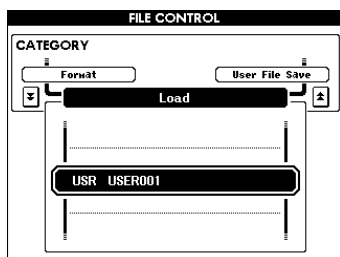 FILE CONTROL
CATEGORY
Format
User File Save
Load
USR USER001